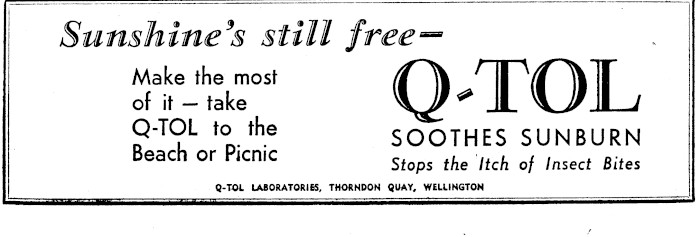 Sunshine's still free—
Make the most
of it — take
Q-TOL to the
Beach or Picnic
Q-TOL
SOOTHES SUNBURN
Stops the Itch of Insect Bites
Q-TOL LABORATORIES, THORNDON QUAY, WELLINGTON